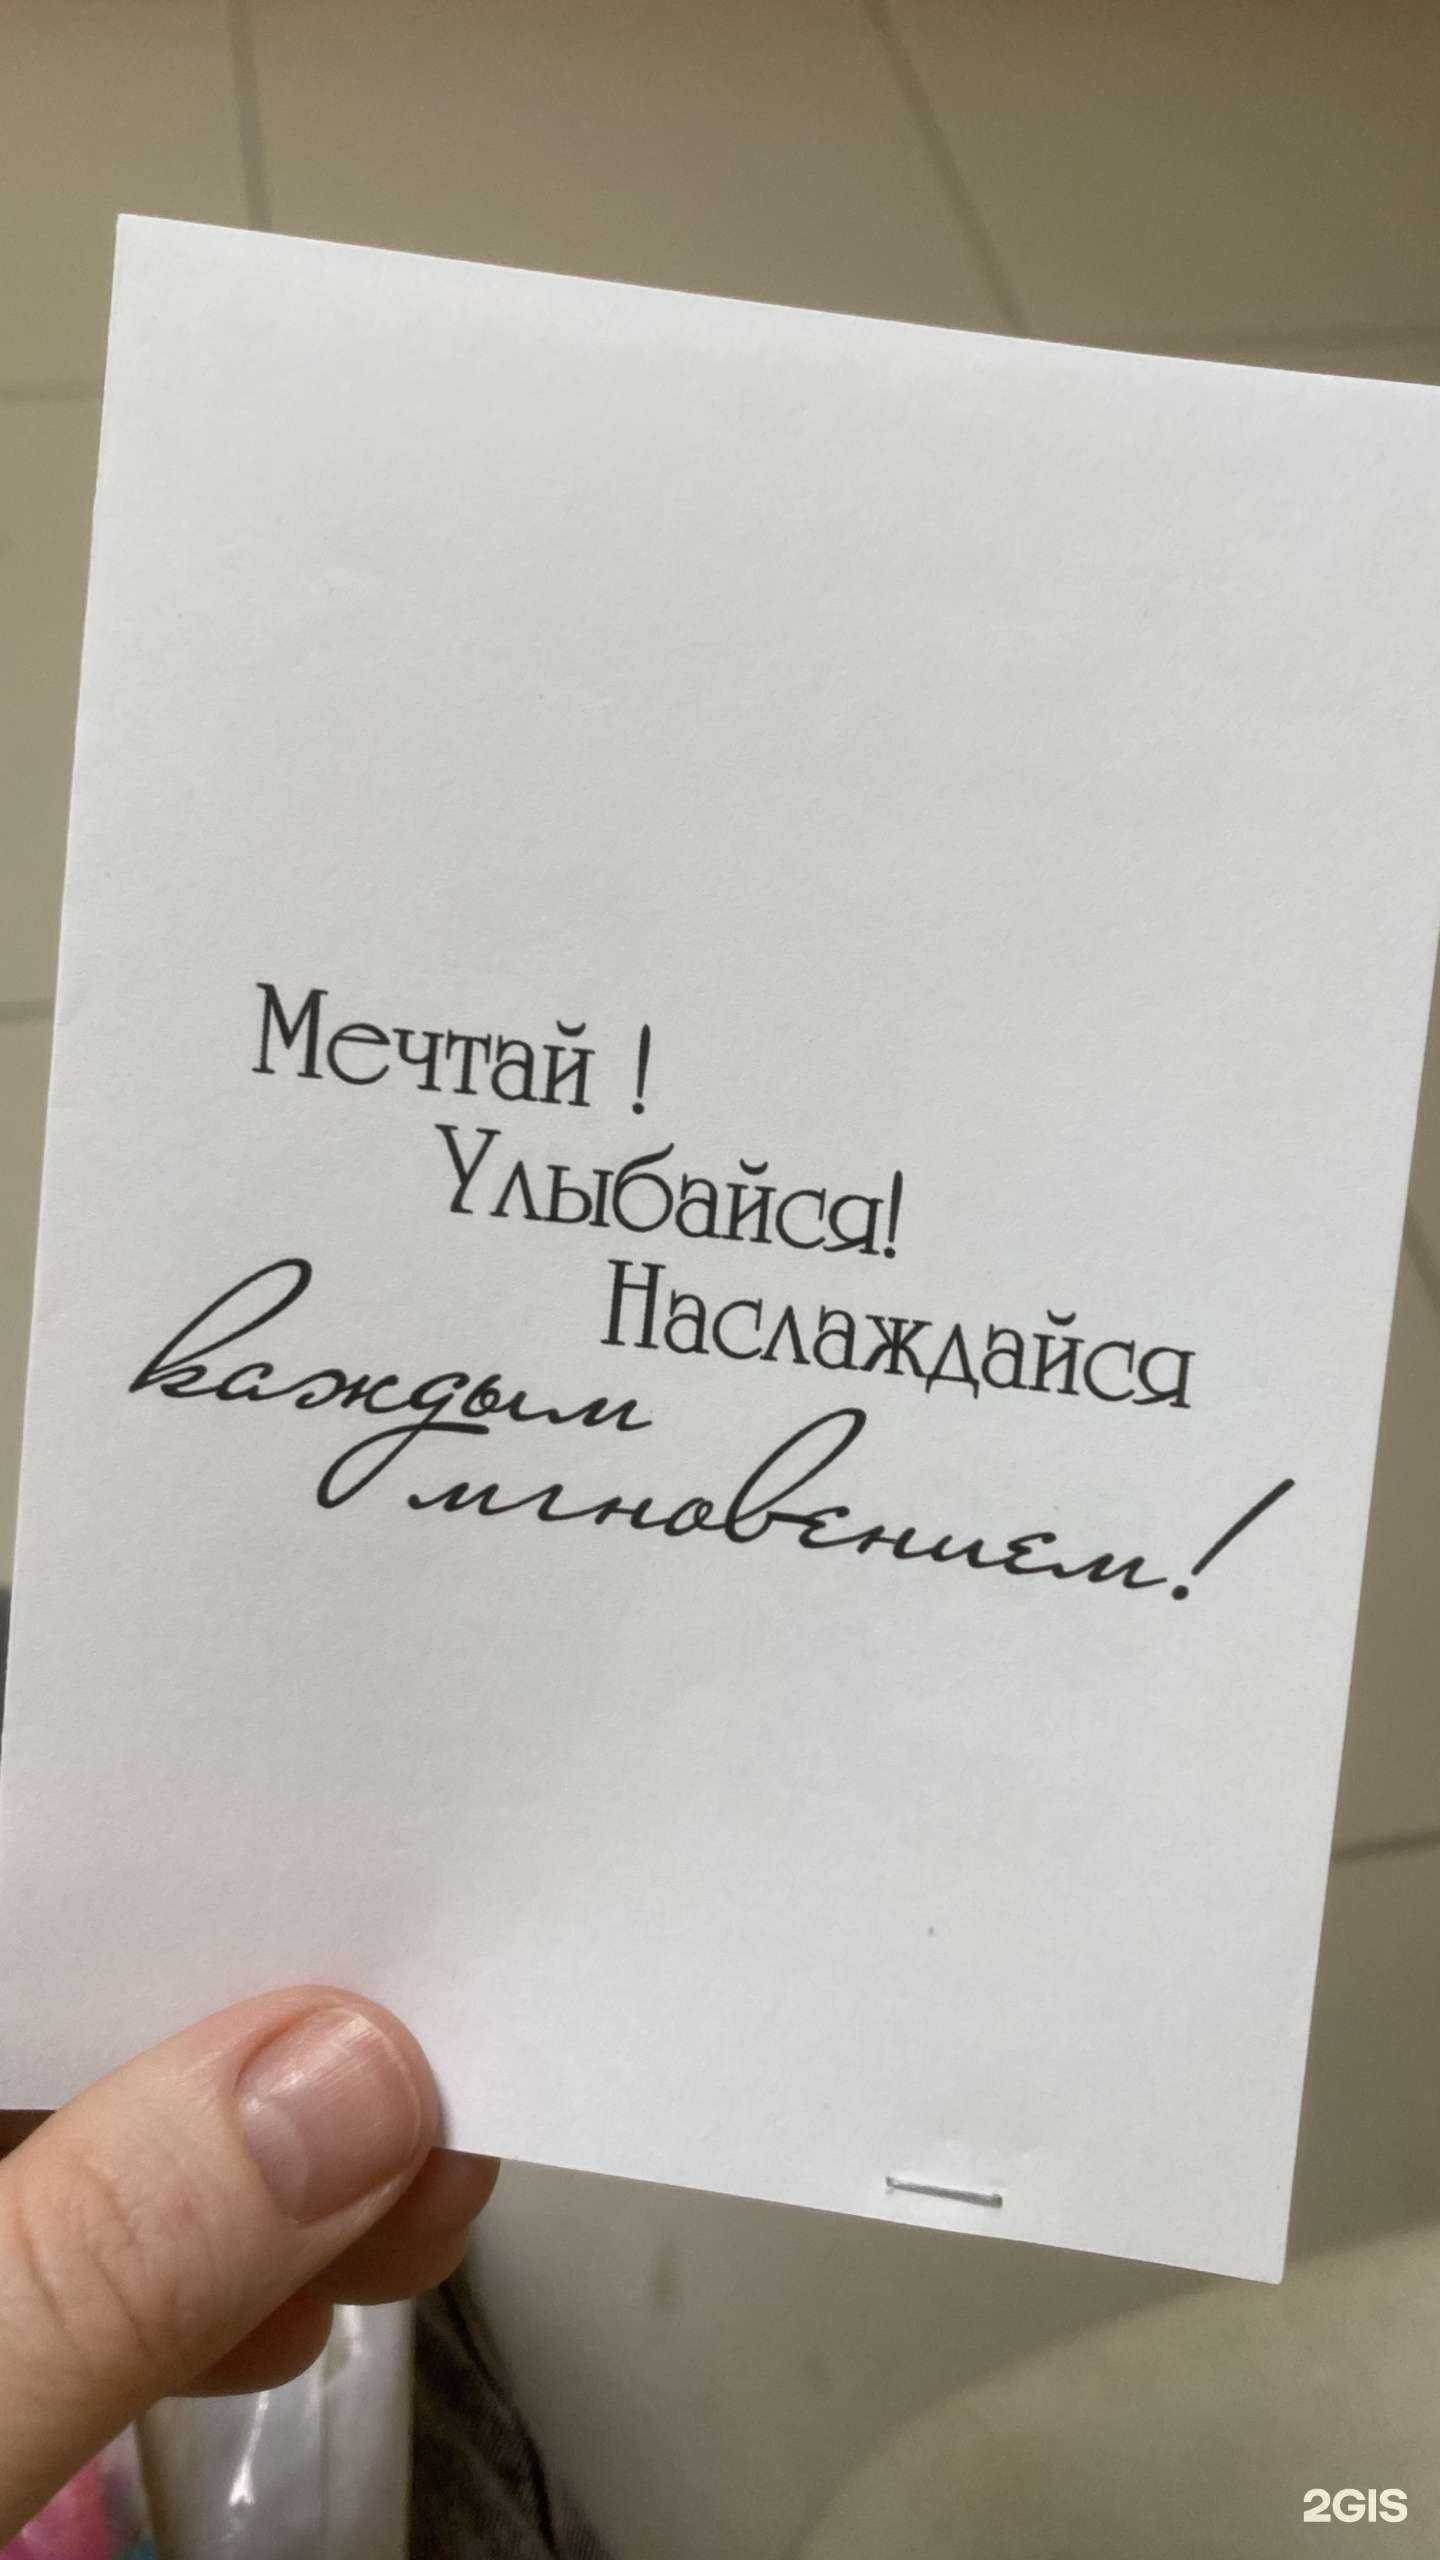 Мечтай !
Улыбайся!
Наслаждайся
каждым
мгновением!
2GIS